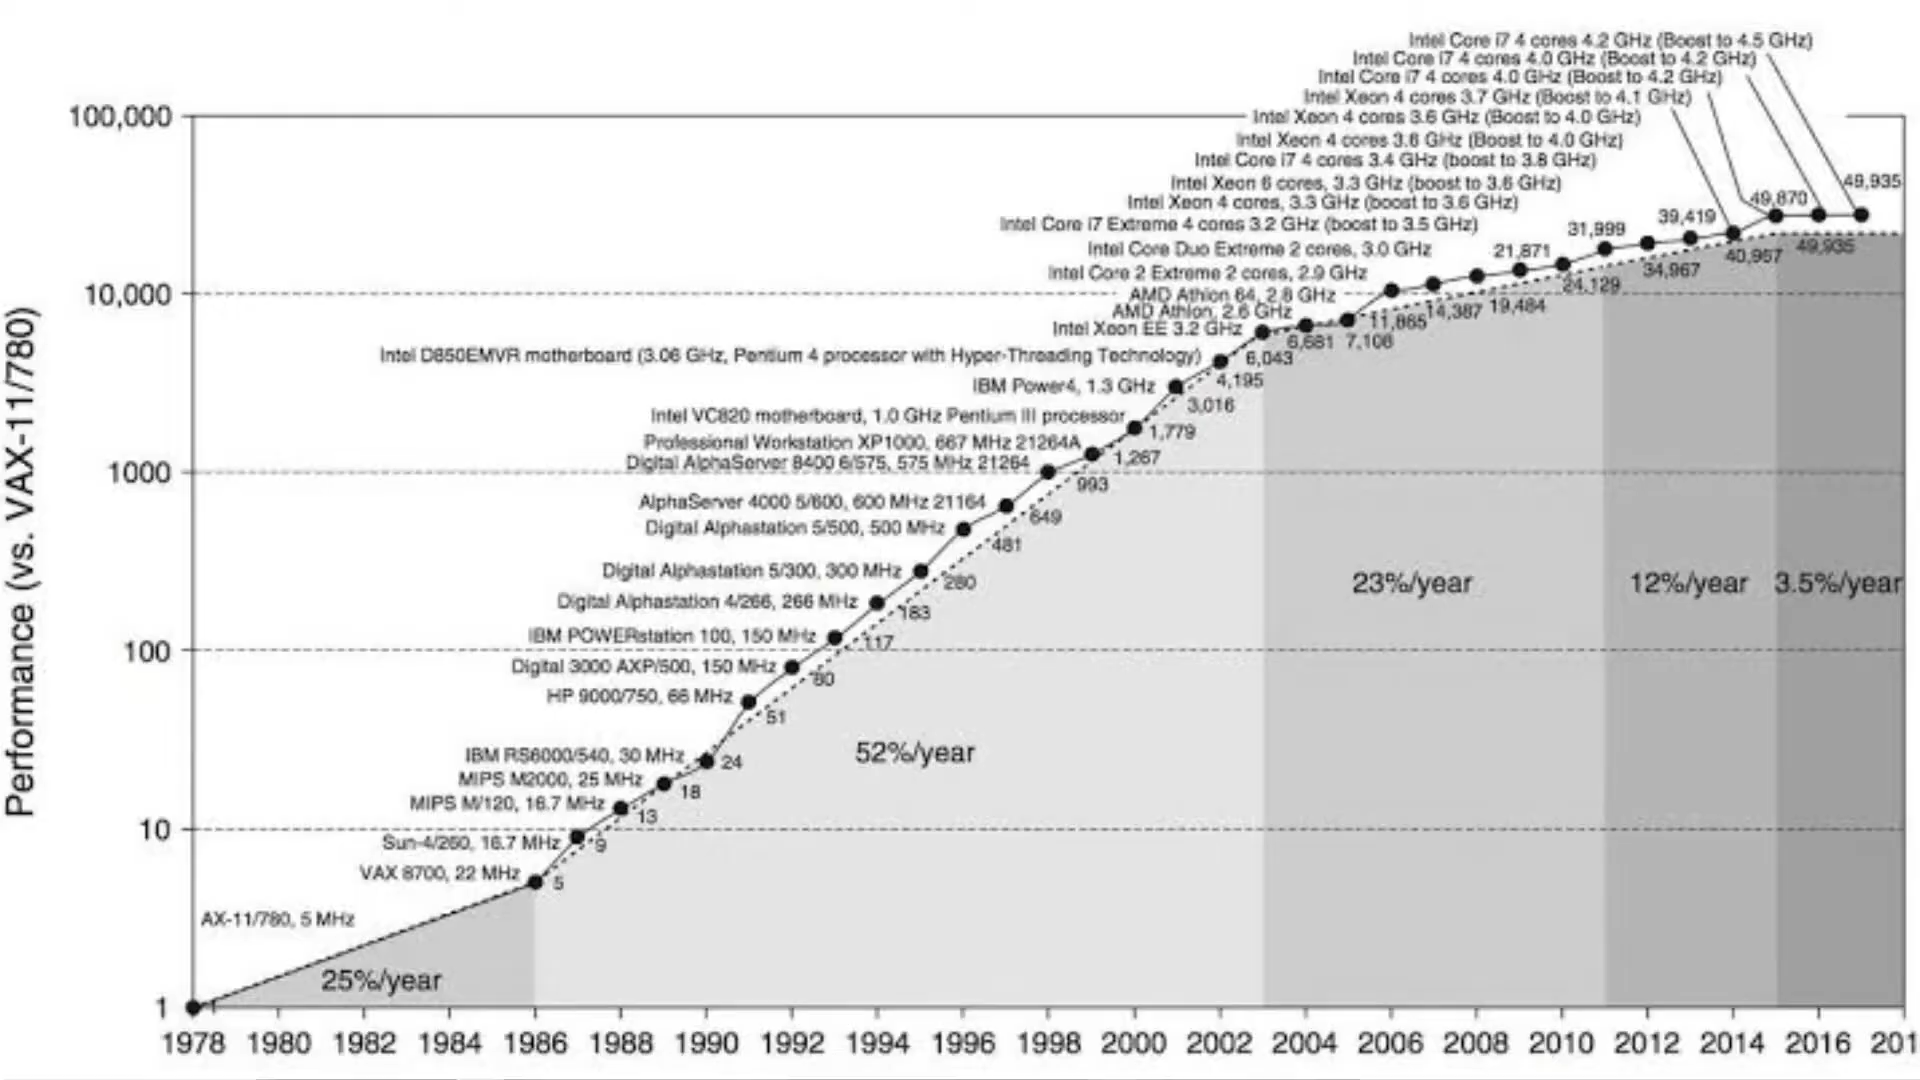 Intel Core i7 4 cores 4.2 GHz (Boost to 4.5 GHz)
Intel Core i7 4 cores 4.0 GHz (Boost to 4.2 GHz)
Intel Core i7 4 cores 4.0 GHz (Boost to 4.2 GHz)
Intel Xeon 4 cores 3.7 GHz (Boost to 4.1 GHz)
Intel Xeon 4 cores 3.6 GHz (Boost to 4.0 GHz)
Intel Xeon 4 cores 3.6 GHz (Boost to 4.0 GHz)
Intel Core i7 4 cores 3.4 GHz (boost to 3.8 GHz)
Intel Xeon 6 cores, 3.3 GHz (boost to 3.6 GHz)
Intel Xeon 4 cores, 3.3 GHz (boost to 3.6 GHz)
Intel Core i7 Extreme 4 cores 3.2 GHz (boost to 3.5 GHz)
Intel Core Duo Extreme 2 cores, 3.0 GHz
Intel Core 2 Extreme 2 cores, 2.9 GHz
AMD Athlon 64, 2.8 GHz
AMD Athlon, 2.6 GHz
Intel Xeon EE 3.2 GHz
Intel D850EMVR motherboard (3.06 GHz, Pentium 4 processor with Hyper-Threading Technology)
IBM Power4, 1.3 GHz
Intel VC820 motherboard, 1.0 GHz Pentium III processor
Professional Workstation XP1000, 667 MHz 21264A
Digital AlphaServer 8400 6/575, 575 MHz 21264
AlphaServer 4000 5/600, 600 MHz 21164
Digital Alphastation 5/500, 500 MHz
Digital Alphastation 5/300, 300 MHz
Digital Alphastation 4/266, 266 MHz
IBM POWERstation 100, 150 MHz
Digital 3000 AXP/500, 150 MHz
HP 9000/750, 66 MHz
IBM RS6000/540, 30 MHz
MIPS M2000, 25 MHz
MIPS M/120, 16.7 MHz
Sun-4/260, 16.7 MHz
VAX 8700, 22 MHz
AX-11/780, 5 MHz
49,935
49,870
49,935
40,967
39,419
34,967
31,999
24,129
21,871
19,484
14,387
11,865
7,108
6,681
6,043
4,195
3,016
1,779
1,267
993
649
481
280
183
117
80
51
24
18
13
9
5
1
25%/year
52%/year
23%/year
12%/year
3.5%/year
Performance (vs. VAX-11/780)
100,000
10,000
1000
100
10
1
1978 1980 1982 1984 1986 1988 1990 1992 1994 1996 1998 2000 2002 2004 2006 2008 2010 2012 2014 2016 201